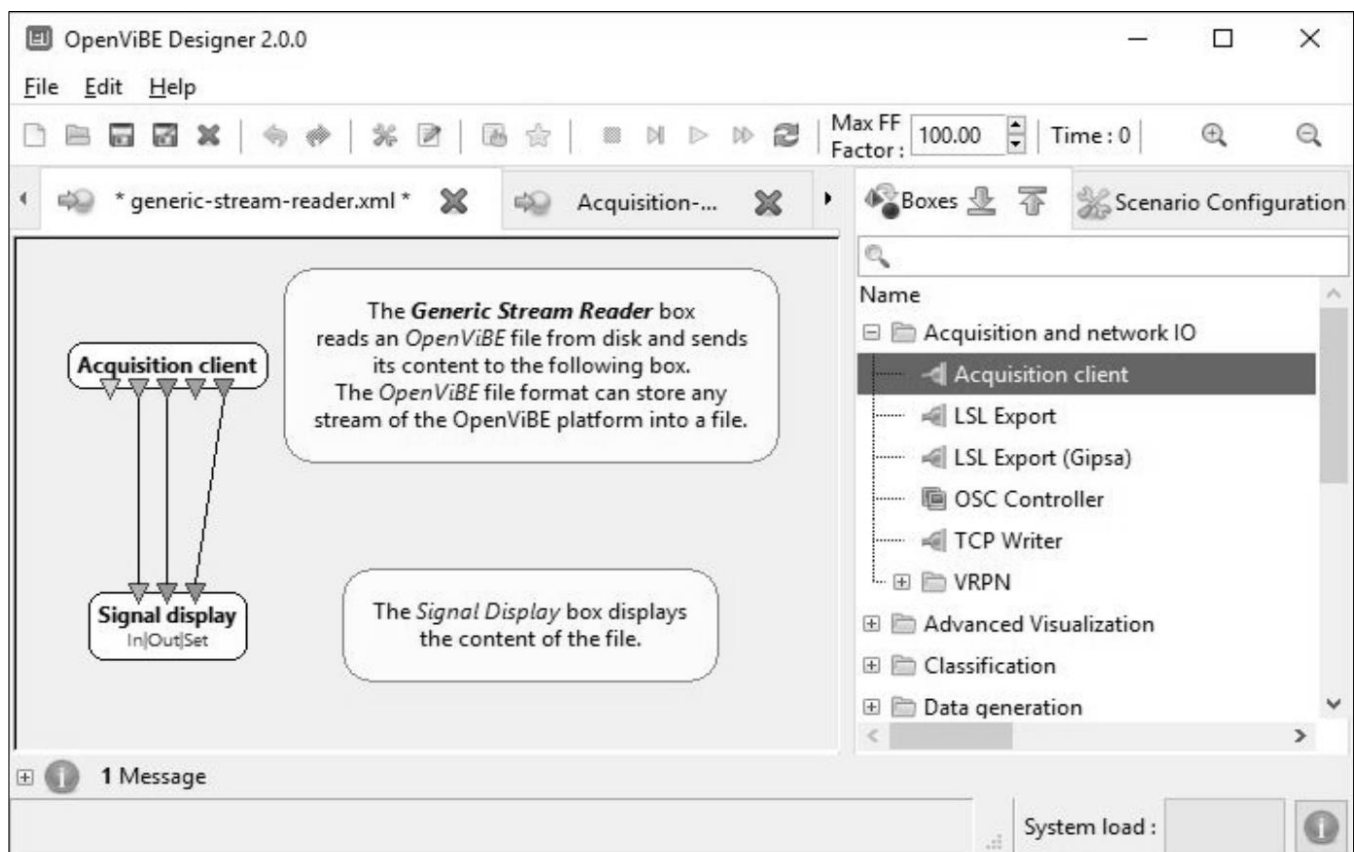 OpenViBE Designer 2.0.0
File Edit Help
Max FF
Factor : 100.00 Time : 0
* generic-stream-reader.xml * Acquisition-... Boxes Scenario Configuration
The Generic Stream Reader box
reads an OpenViBE file from disk and sends
its content to the following box.
The OpenViBE file format can store any
stream of the OpenViBE platform into a file.
Acquisition client
Signal display
In|Out|Set
The Signal Display box displays
the content of the file.
Name
Acquisition and network IO
Acquisition client
LSL Export
LSL Export (Gipsa)
OSC Controller
TCP Writer
VRPN
Advanced Visualization
Classification
Data generation
1 Message
System load :